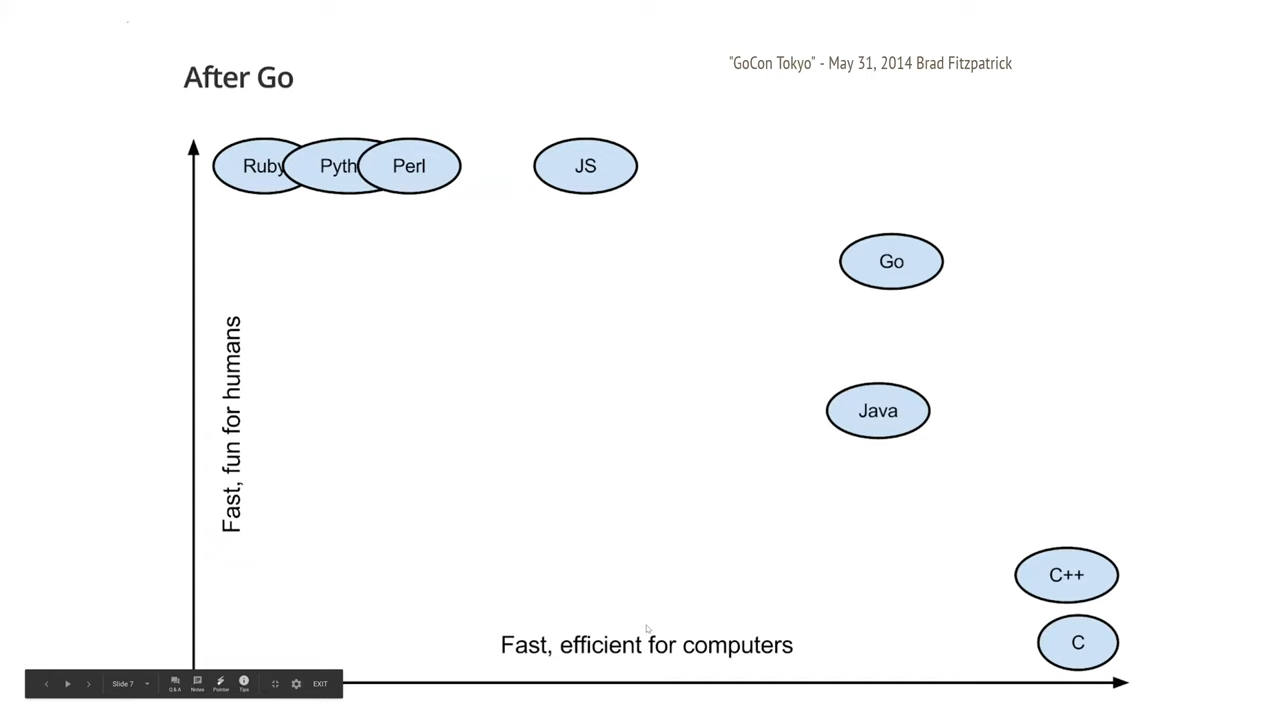 "GoCon Tokyo" - May 31, 2014 Brad Fitzpatrick
After Go
Ruby Pyth Perl JS
Go
Fast, fun for humans
Java
C++
Fast, efficient for computers
C
Slide 7
Q&A Notes Pointer Tips EXIT